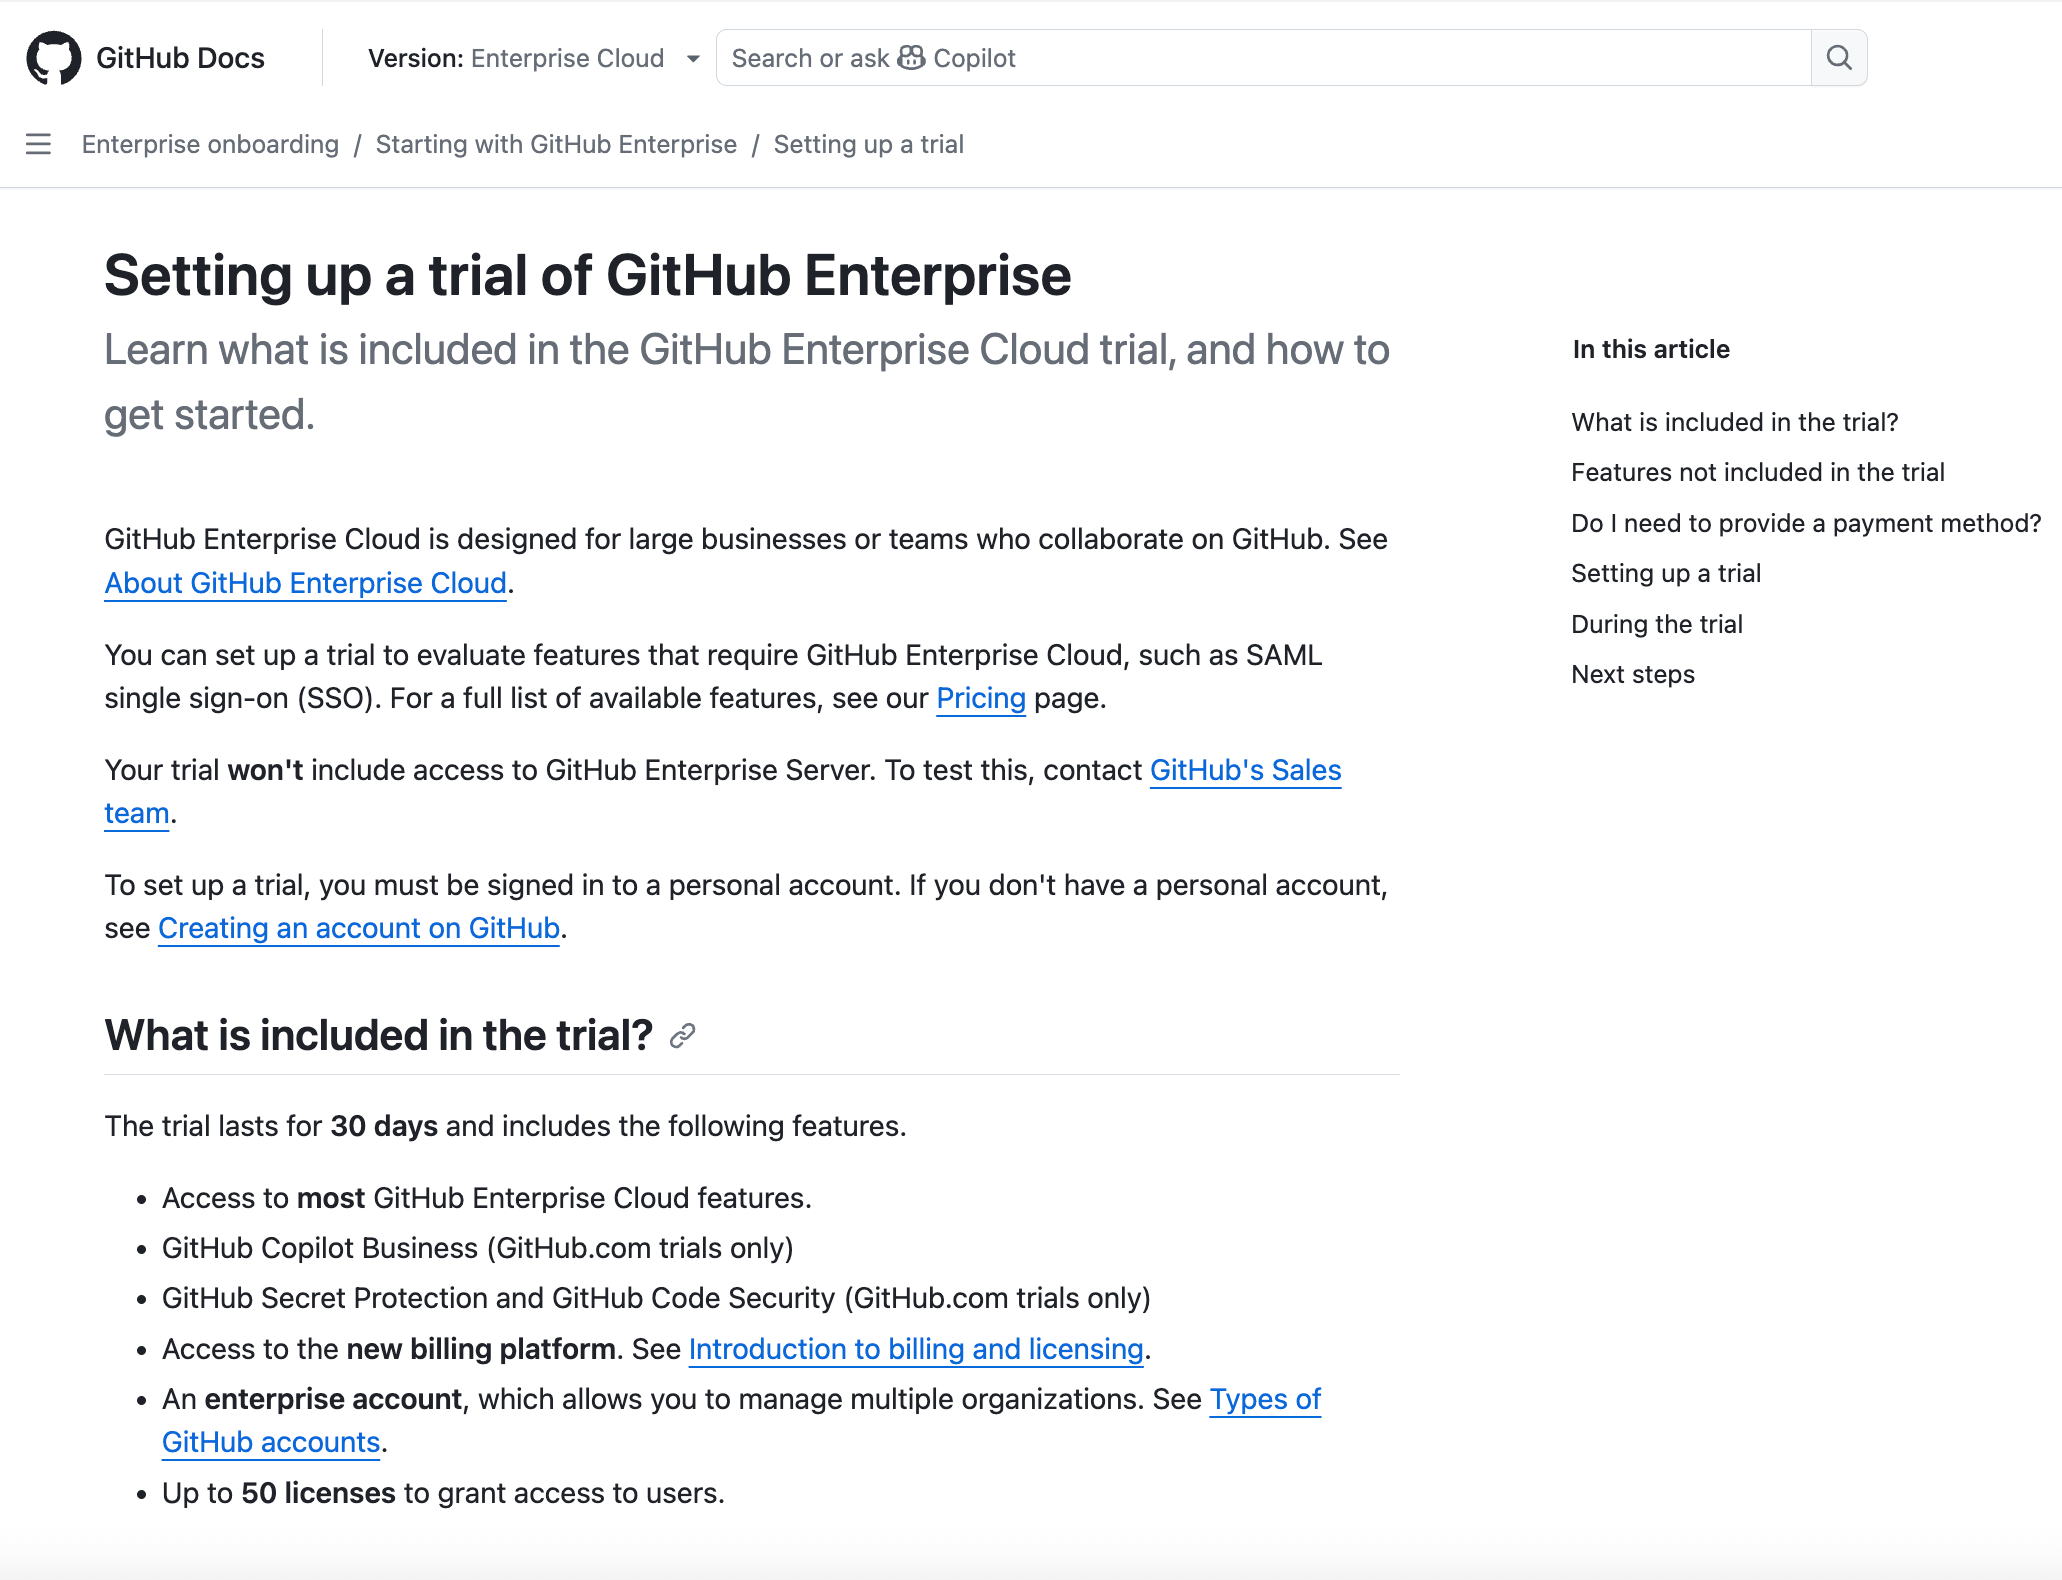 GitHub Docs
Version: Enterprise Cloud
Search or ask Copilot
Enterprise onboarding / Starting with GitHub Enterprise / Setting up a trial
Setting up a trial of GitHub Enterprise
Learn what is included in the GitHub Enterprise Cloud trial, and how to
get started.
GitHub Enterprise Cloud is designed for large businesses or teams who collaborate on GitHub. See
About GitHub Enterprise Cloud.
You can set up a trial to evaluate features that require GitHub Enterprise Cloud, such as SAML
single sign-on (SSO). For a full list of available features, see our Pricing page.
Your trial won't include access to GitHub Enterprise Server. To test this, contact GitHub's Sales
team.
To set up a trial, you must be signed in to a personal account. If you don't have a personal account,
see Creating an account on GitHub.
What is included in the trial?
The trial lasts for 30 days and includes the following features.
• Access to most GitHub Enterprise Cloud features.
• GitHub Copilot Business (GitHub.com trials only)
• GitHub Secret Protection and GitHub Code Security (GitHub.com trials only)
• Access to the new billing platform. See Introduction to billing and licensing.
• An enterprise account, which allows you to manage multiple organizations. See Types of
GitHub accounts.
• Up to 50 licenses to grant access to users.
In this article
What is included in the trial?
Features not included in the trial
Do I need to provide a payment method?
Setting up a trial
During the trial
Next steps